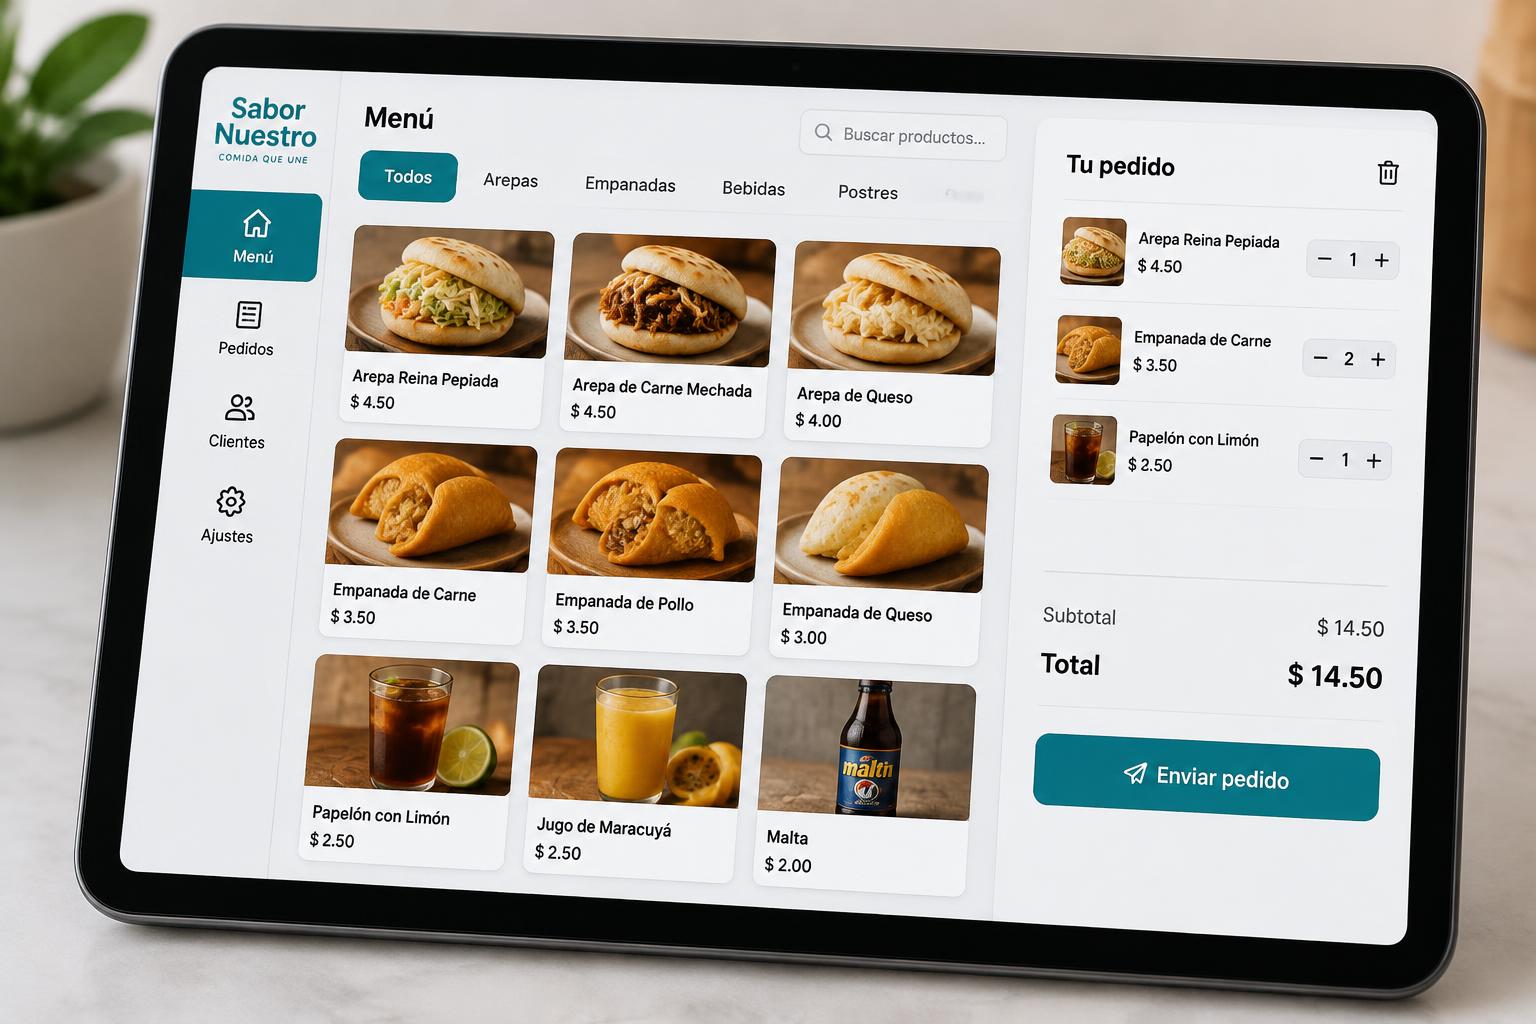 Sabor
Nuestro
COMIDA QUE UNE
Menú
Pedidos
Clientes
Ajustes
Menú
Buscar productos...
Todos
Arepas
Empanadas
Bebidas
Postres
Arepa Reina Pepiada
$ 4.50
Arepa de Carne Mechada
$ 4.50
Arepa de Queso
$ 4.00
Empanada de Carne
$ 3.50
Empanada de Pollo
$ 3.50
Empanada de Queso
$ 3.00
Papelón con Limón
$ 2.50
Jugo de Maracuyá
$ 2.50
maltin
Malta
$ 2.00
Tu pedido
Arepa Reina Pepiada
$ 4.50
− 1 +
Empanada de Carne
$ 3.50
− 2 +
Papelón con Limón
$ 2.50
− 1 +
Subtotal $ 14.50
Total $ 14.50
Enviar pedido